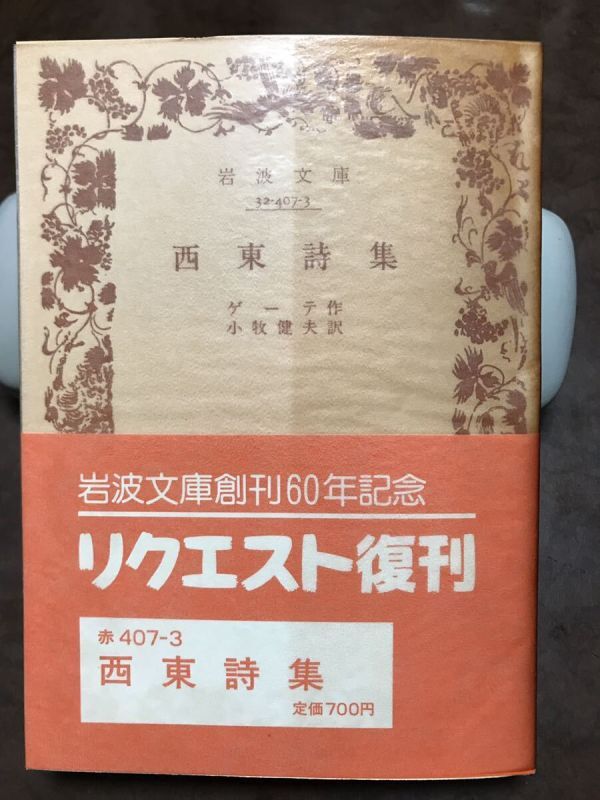 岩波文庫
32-407-3
西東詩集
ゲーテ作
小牧健夫訳
岩波文庫創刊60年記念
リクエスト復刊
赤 407-3
西東詩集
定価700円